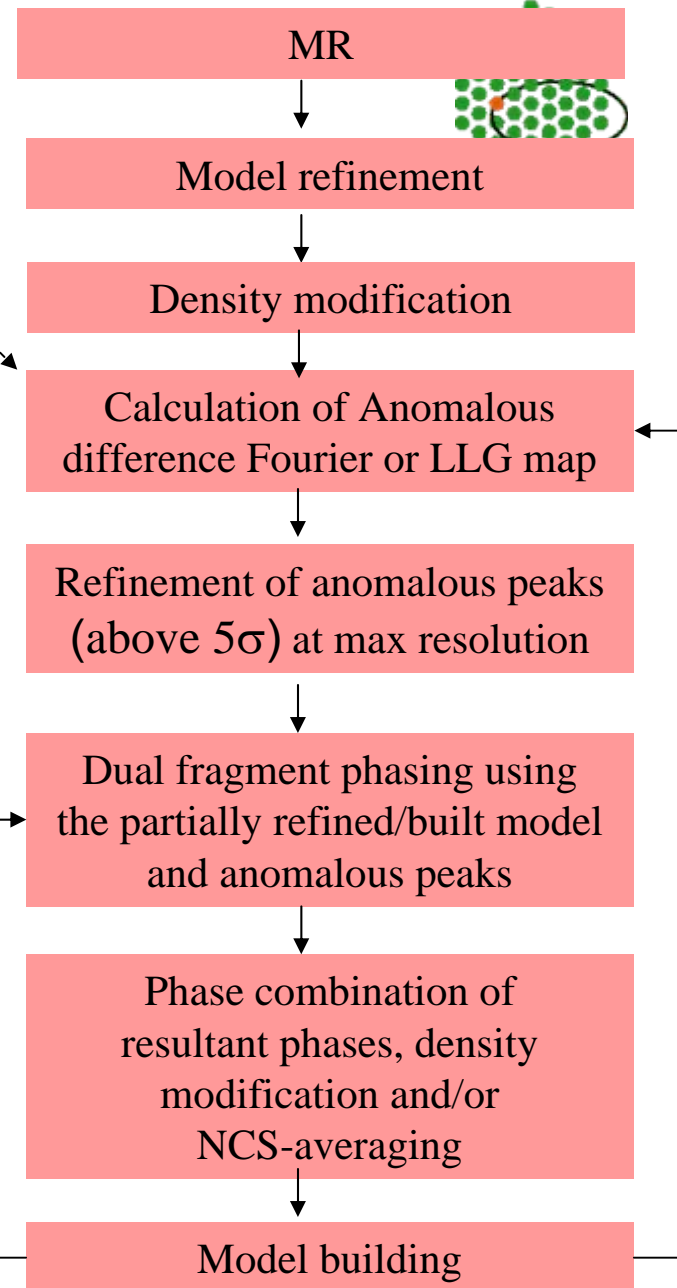 MR
Model refinement
Density modification
Calculation of Anomalous
difference Fourier or LLG map
Refinement of anomalous peaks
(above 5σ) at max resolution
Dual fragment phasing using
the partially refined/built model
and anomalous peaks
Phase combination of
resultant phases, density
modification and/or
NCS-averaging
Model building